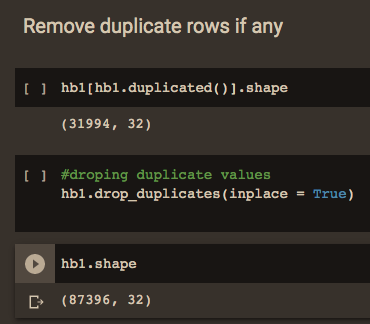 Remove duplicate rows if any
[ ] hb1[hb1.duplicated()].shape
(31994, 32)
[ ] #droping duplicate values
hb1.drop_duplicates(inplace = True)
hb1.shape
(87396, 32)